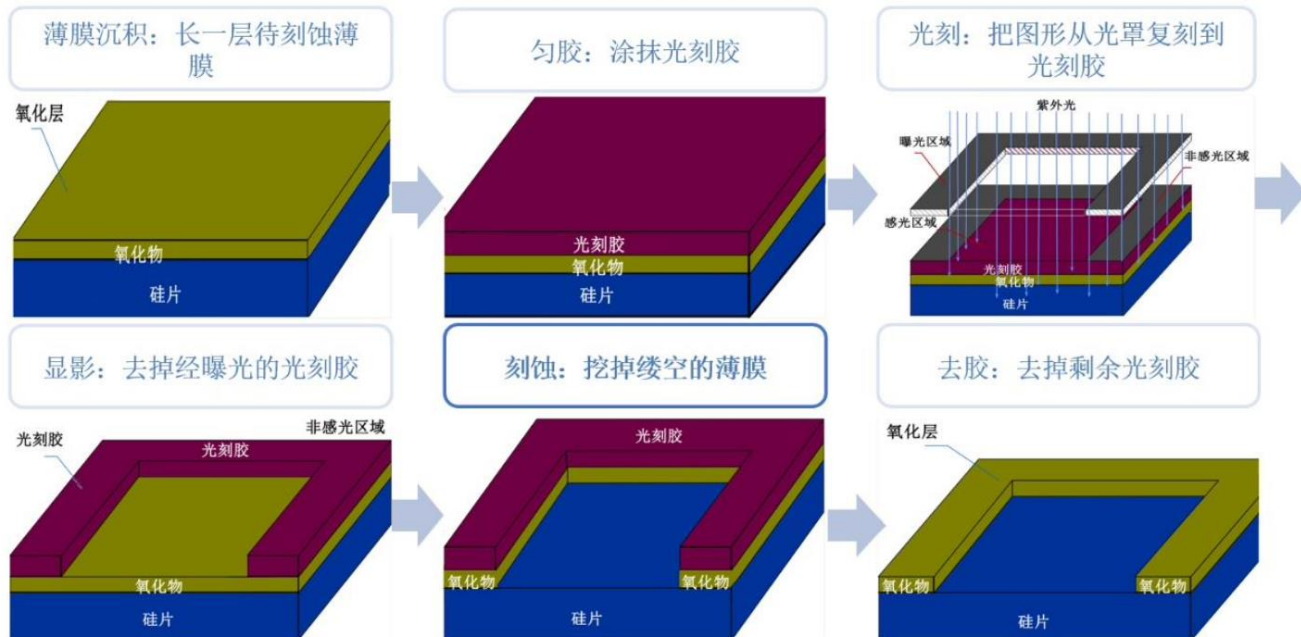 薄膜沉积：长一层待刻蚀薄
膜
氧化层
氧化物
硅片
匀胶：涂抹光刻胶
光刻胶
氧化物
硅片
光刻：把图形从光罩复刻到
光刻胶
紫外光
曝光区域
非感光区域
感光区域
光刻胶
氧化物
硅片
显影：去掉经曝光的光刻胶
非感光区域
光刻胶
光刻胶
氧化物
硅片
刻蚀：挖掉缕空的薄膜
光刻胶
氧化物
氧化物
硅片
去胶：去掉剩余光刻胶
氧化层
氧化物
氧化物
硅片